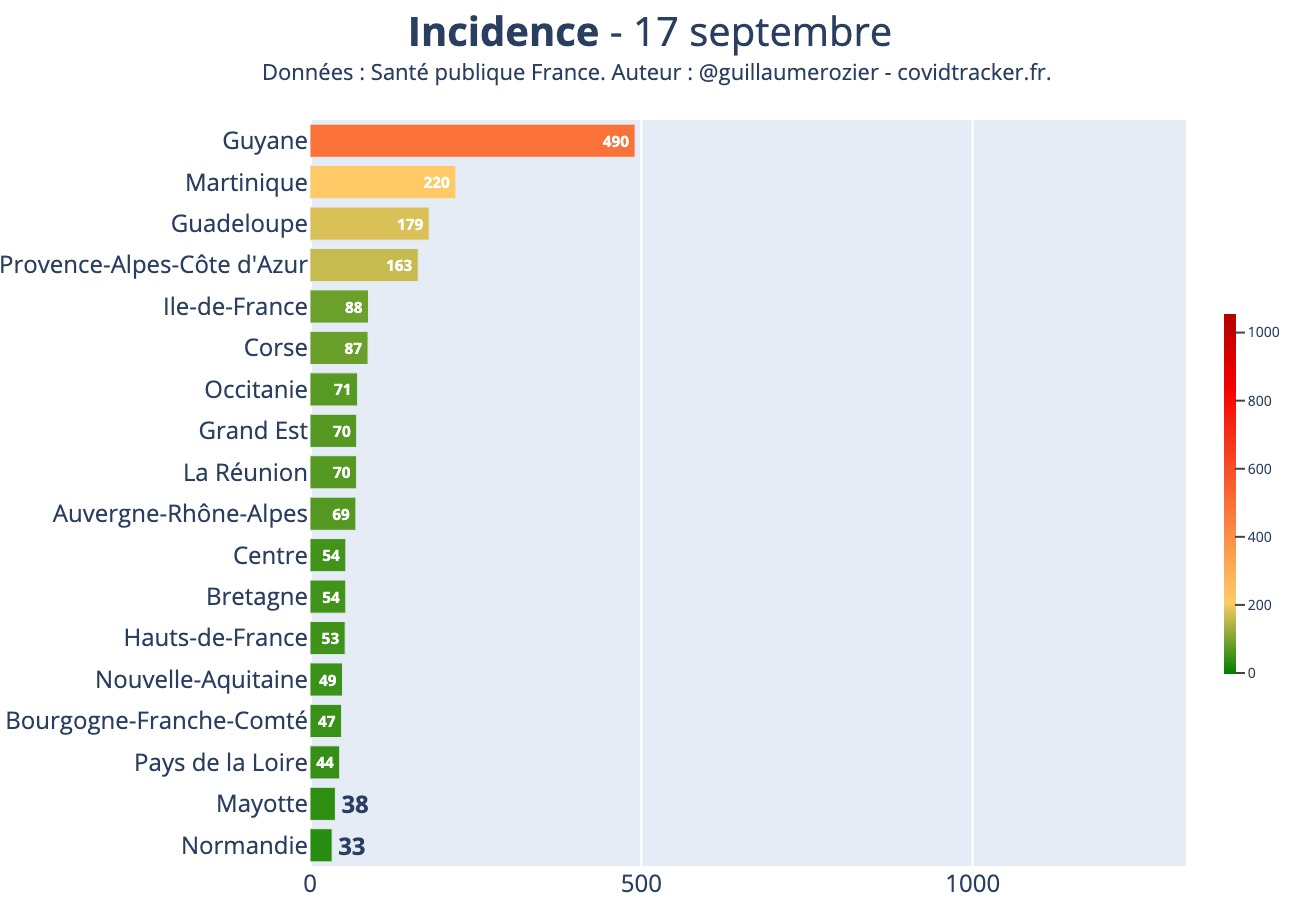 Incidence - 17 septembre
Données : Santé publique France. Auteur : @guillaumerozier - covidtracker.fr.
Guyane 490
Martinique 220
Guadeloupe 179
Provence-Alpes-Côte d'Azur 163
Ile-de-France 88
Corse 87
Occitanie 71
Grand Est 70
La Réunion 70
Auvergne-Rhône-Alpes 69
Centre 54
Bretagne 54
Hauts-de-France 53
Nouvelle-Aquitaine 49
Bourgogne-Franche-Comté 47
Pays de la Loire 44
Mayotte 38
Normandie 33
0 500 1000
1000
800
600
400
200
0